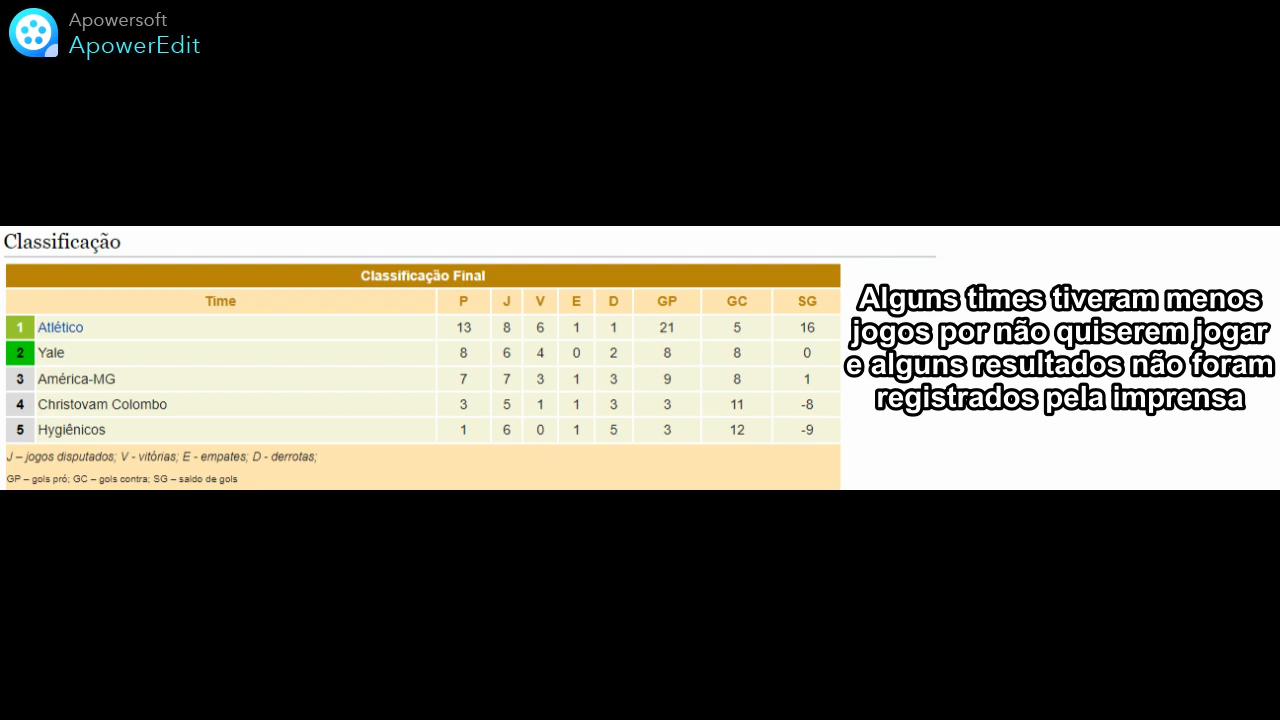 Apowersoft
ApowerEdit
Classificação
Classificação Final
Time P J V E D GP GC SG
1 Atlético 13 8 6 1 1 21 5 16
2 Yale 8 6 4 0 2 8 8 0
3 América-MG 7 7 3 1 3 9 8 1
4 Christovam Colombo 3 5 1 1 3 3 11 -8
5 Hygiênicos 1 6 0 1 5 3 12 -9
J – jogos disputados; V - vitórias; E - empates; D - derrotas;
GP – gols pró; GC – gols contra; SG – saldo de gols
Alguns times tiveram menos
jogos por não quiserem jogar
e alguns resultados não foram
registrados pela imprensa